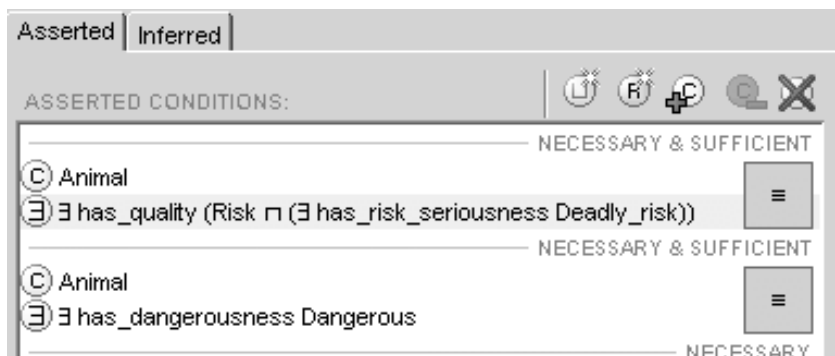 Asserted Inferred
ASSERTED CONDITIONS:
NECESSARY & SUFFICIENT
C Animal
∃ ∃ has_quality (Risk ⊓ (∃ has_risk_seriousness Deadly_risk))
≡
NECESSARY & SUFFICIENT
C Animal
∃ ∃ has_dangerousness Dangerous
≡
NECESSARY